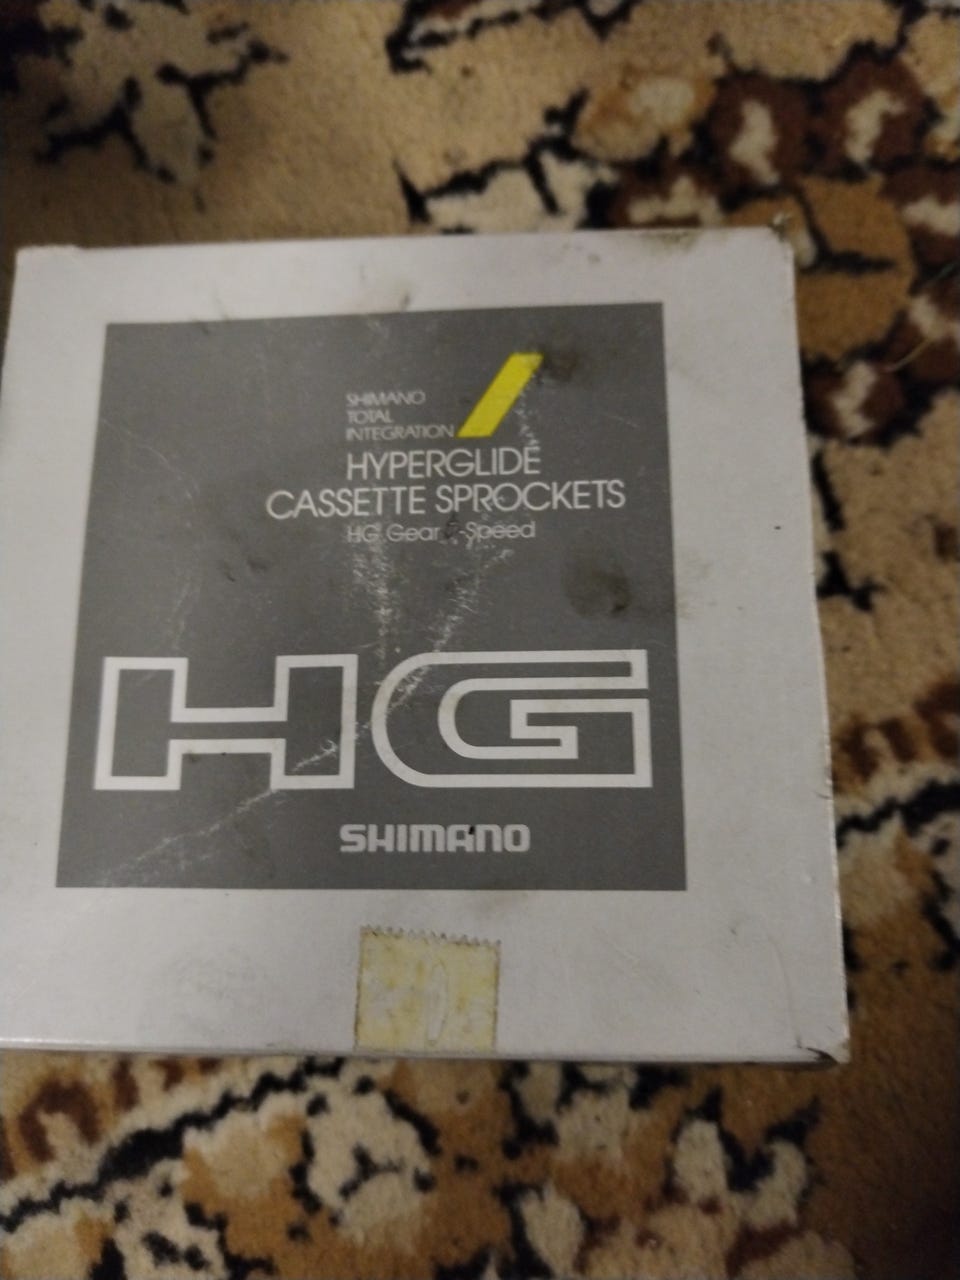 SHIMANO
TOTAL
INTEGRATION
HYPERGLIDE
CASSETTE SPROCKETS
HG Gear -Speed
HG
SHIMANO